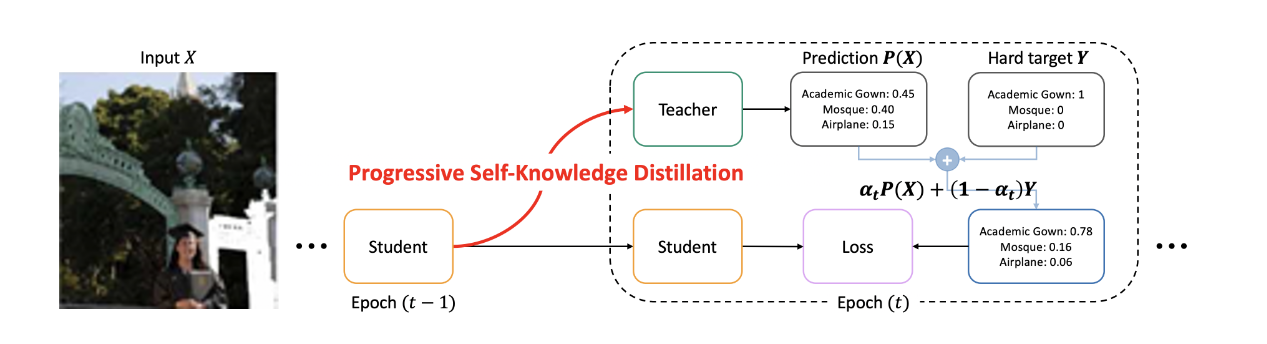 Input X
Prediction P(X)
Hard target Y
Teacher
Academic Gown: 0.45
Mosque: 0.40
Airplane: 0.15
Academic Gown: 1
Mosque: 0
Airplane: 0
+
Progressive Self-Knowledge Distillation
αₜP(X) + (1 − αₜ)Y
•••
Student
Student
Loss
Academic Gown: 0.78
Mosque: 0.16
Airplane: 0.06
•••
Epoch (t − 1)
Epoch (t)